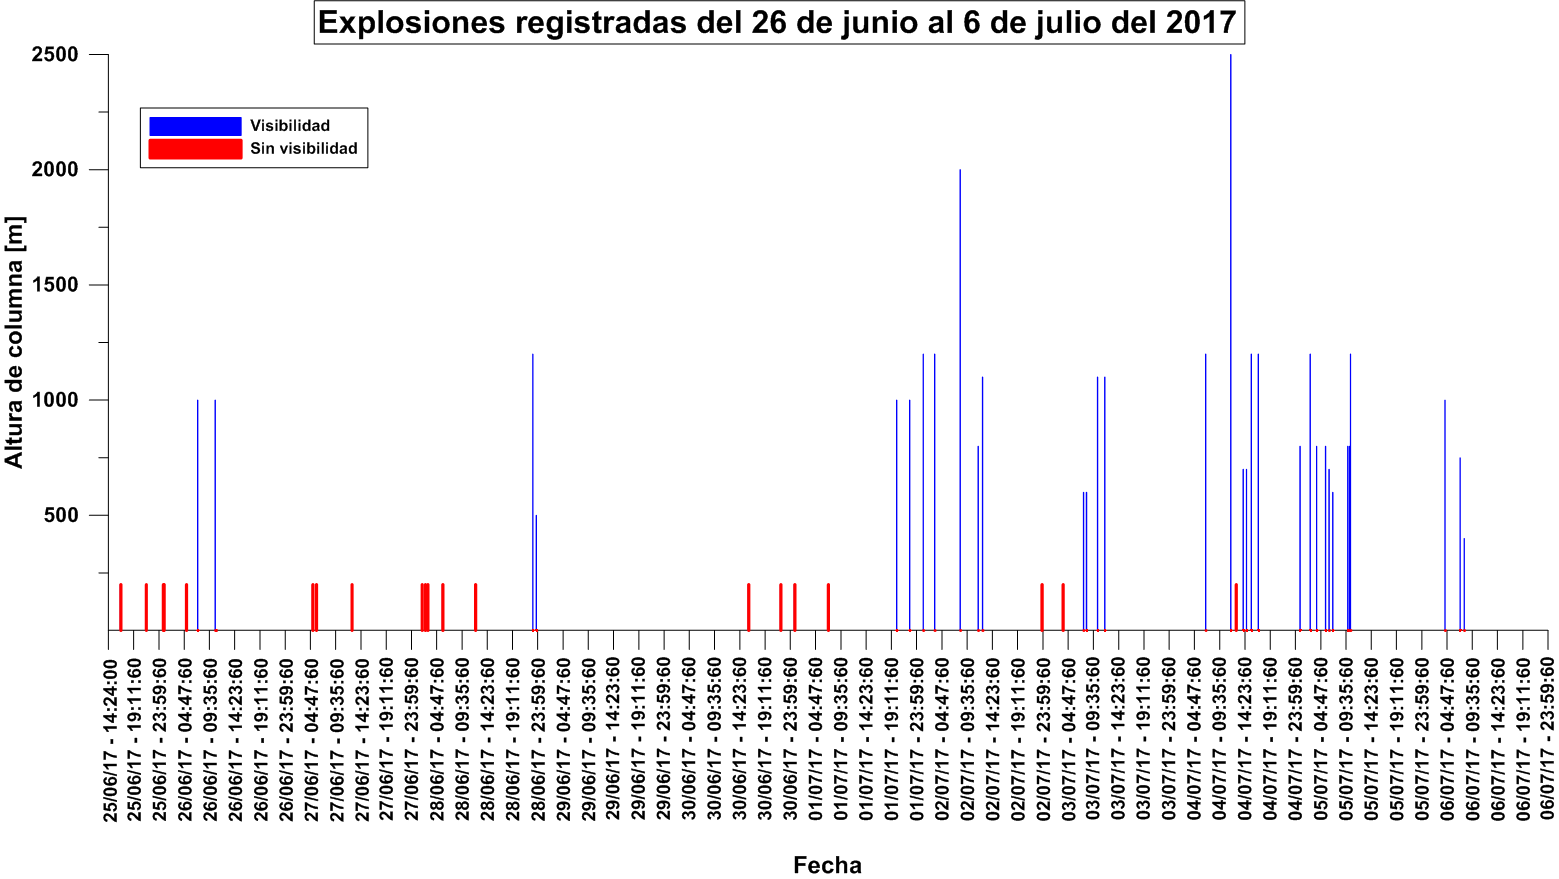 Explosiones registradas del 26 de junio al 6 de julio del 2017
2500
2000
1500
1000
500
Visibilidad
Sin visibilidad
Altura de columna [m]
25/06/17 - 14:24:00
25/06/17 - 19:11:60
25/06/17 - 23:59:60
26/06/17 - 04:47:60
26/06/17 - 09:35:60
26/06/17 - 14:23:60
26/06/17 - 19:11:60
26/06/17 - 23:59:60
27/06/17 - 04:47:60
27/06/17 - 09:35:60
27/06/17 - 14:23:60
27/06/17 - 19:11:60
27/06/17 - 23:59:60
28/06/17 - 04:47:60
28/06/17 - 09:35:60
28/06/17 - 14:23:60
28/06/17 - 19:11:60
28/06/17 - 23:59:60
29/06/17 - 04:47:60
29/06/17 - 09:35:60
29/06/17 - 14:23:60
29/06/17 - 19:11:60
29/06/17 - 23:59:60
30/06/17 - 04:47:60
30/06/17 - 09:35:60
30/06/17 - 14:23:60
30/06/17 - 19:11:60
30/06/17 - 23:59:60
01/07/17 - 04:47:60
01/07/17 - 09:35:60
01/07/17 - 14:23:60
01/07/17 - 19:11:60
01/07/17 - 23:59:60
02/07/17 - 04:47:60
02/07/17 - 09:35:60
02/07/17 - 14:23:60
02/07/17 - 19:11:60
02/07/17 - 23:59:60
03/07/17 - 04:47:60
03/07/17 - 09:35:60
03/07/17 - 14:23:60
03/07/17 - 19:11:60
03/07/17 - 23:59:60
04/07/17 - 04:47:60
04/07/17 - 09:35:60
04/07/17 - 14:23:60
04/07/17 - 19:11:60
04/07/17 - 23:59:60
05/07/17 - 04:47:60
05/07/17 - 09:35:60
05/07/17 - 14:23:60
05/07/17 - 19:11:60
05/07/17 - 23:59:60
06/07/17 - 04:47:60
06/07/17 - 09:35:60
06/07/17 - 14:23:60
06/07/17 - 19:11:60
06/07/17 - 23:59:60
Fecha